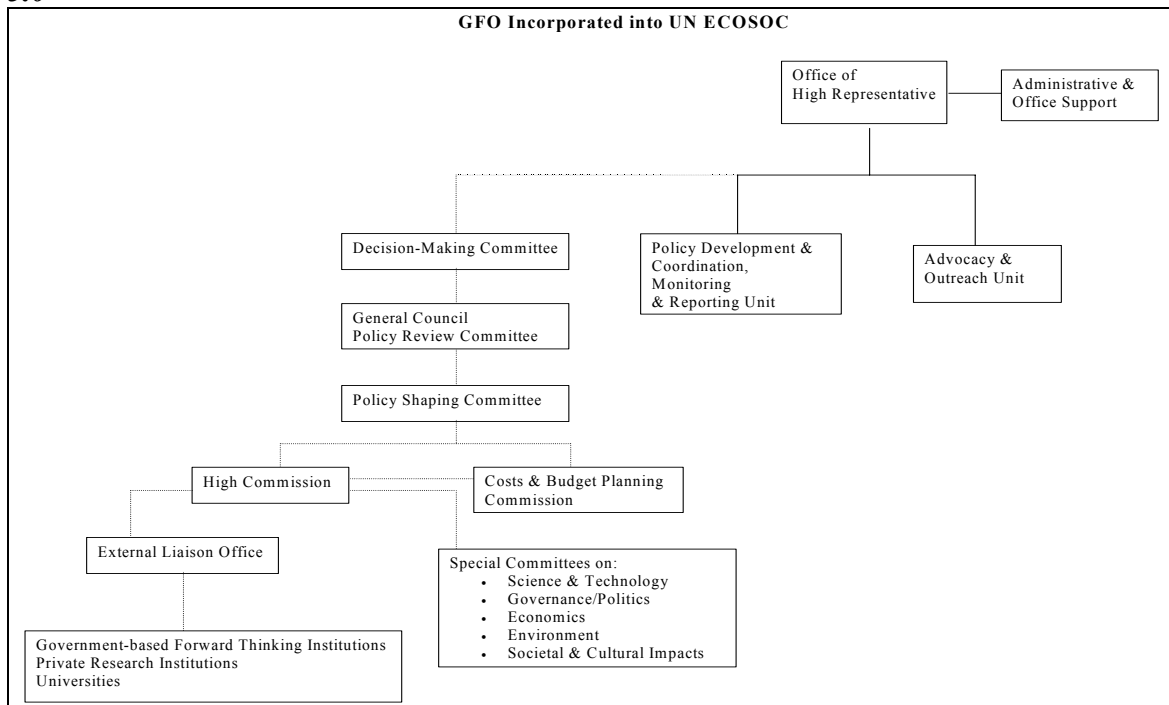 GFO Incorporated into UN ECOSOC
Office of
High Representative
Administrative &
Office Support
Decision-Making Committee
Policy Development &
Coordination,
Monitoring
& Reporting Unit
Advocacy &
Outreach Unit
General Council
Policy Review Committee
Policy Shaping Committee
High Commission
Costs & Budget Planning
Commission
External Liaison Office
Special Committees on:
• Science & Technology
• Governance/Politics
• Economics
• Environment
• Societal & Cultural Impacts
Government-based Forward Thinking Institutions
Private Research Institutions
Universities